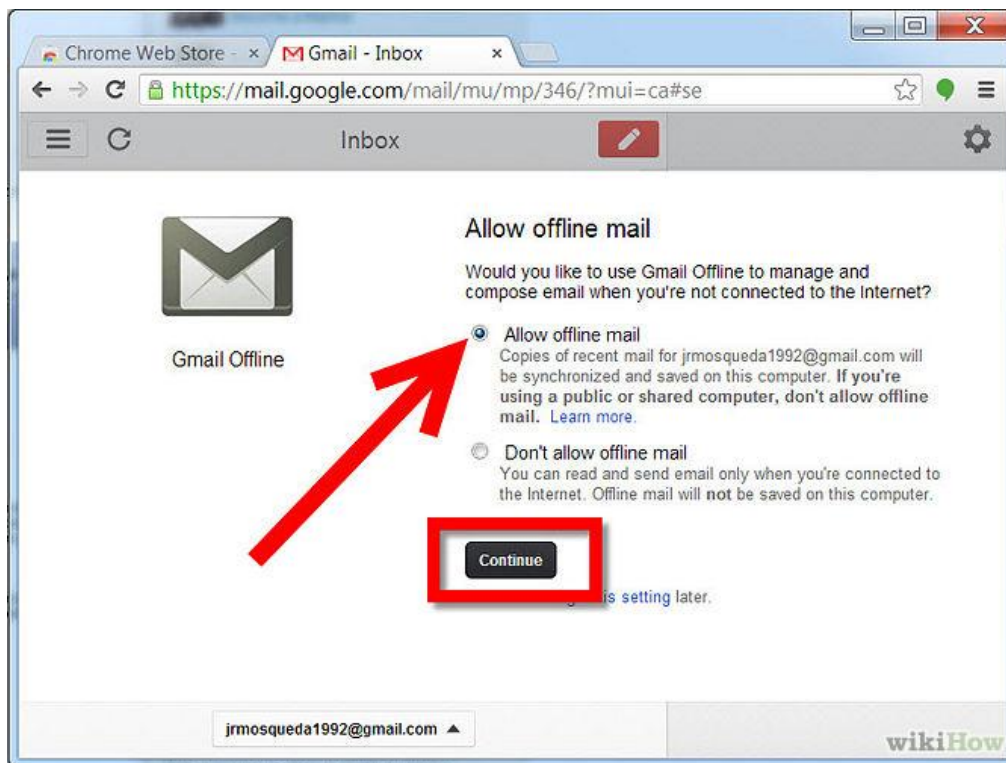 Chrome Web Store -
Gmail - Inbox
https://mail.google.com/mail/mu/mp/346/?mui=ca#se
Inbox
Allow offline mail
Would you like to use Gmail Offline to manage and
compose email when you're not connected to the Internet?
Gmail Offline
Allow offline mail
Copies of recent mail for jrmosqueda1992@gmail.com will
be synchronized and saved on this computer. If you're
using a public or shared computer, don't allow offline
mail. Learn more.
Don't allow offline mail
You can read and send email only when you're connected to
the Internet. Offline mail will not be saved on this computer.
Continue
setting later.
jrmosqueda1992@gmail.com
wikiHow